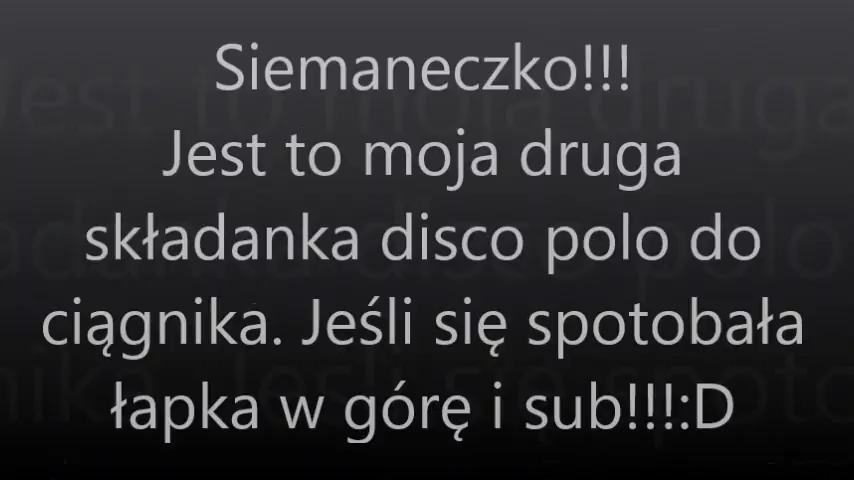 Siemaneczko!!!
Jest to moja druga
składanka disco polo do
ciągnika. Jeśli się spotobała
łapka w górę i sub!!!:D